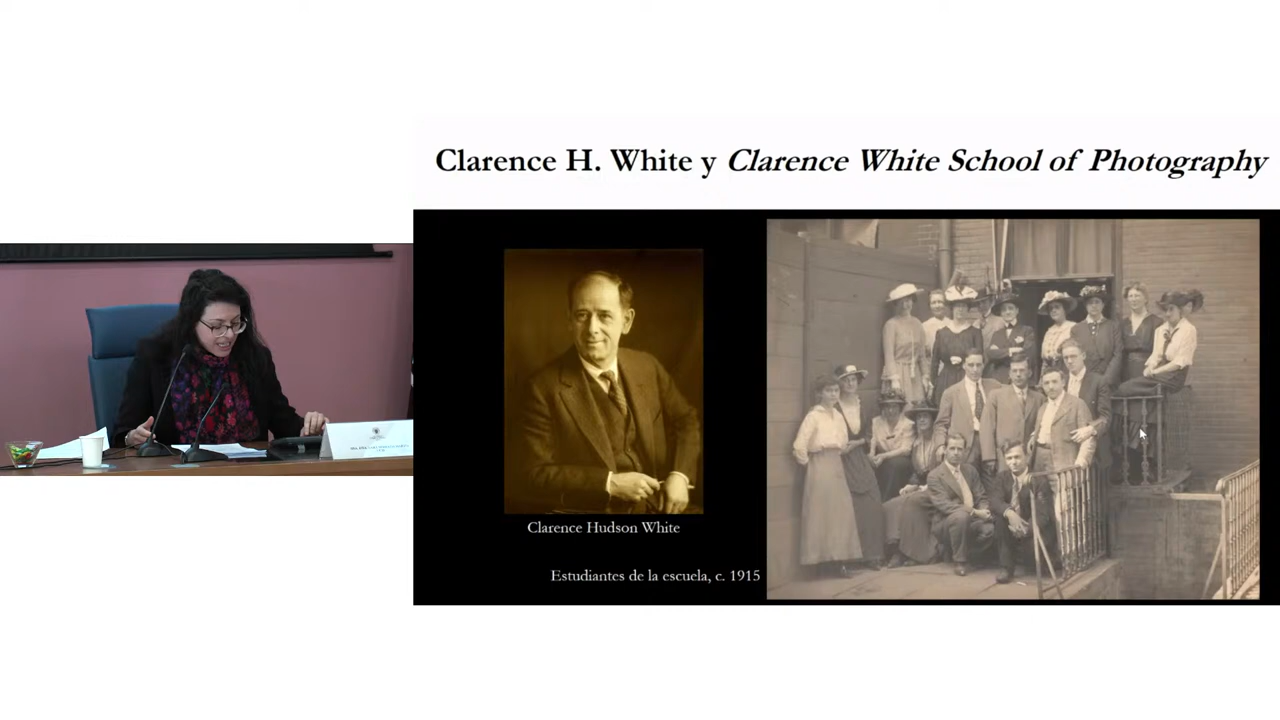 Clarence H. White y Clarence White School of Photography
Clarence Hudson White
Estudiantes de la escuela, c. 1915